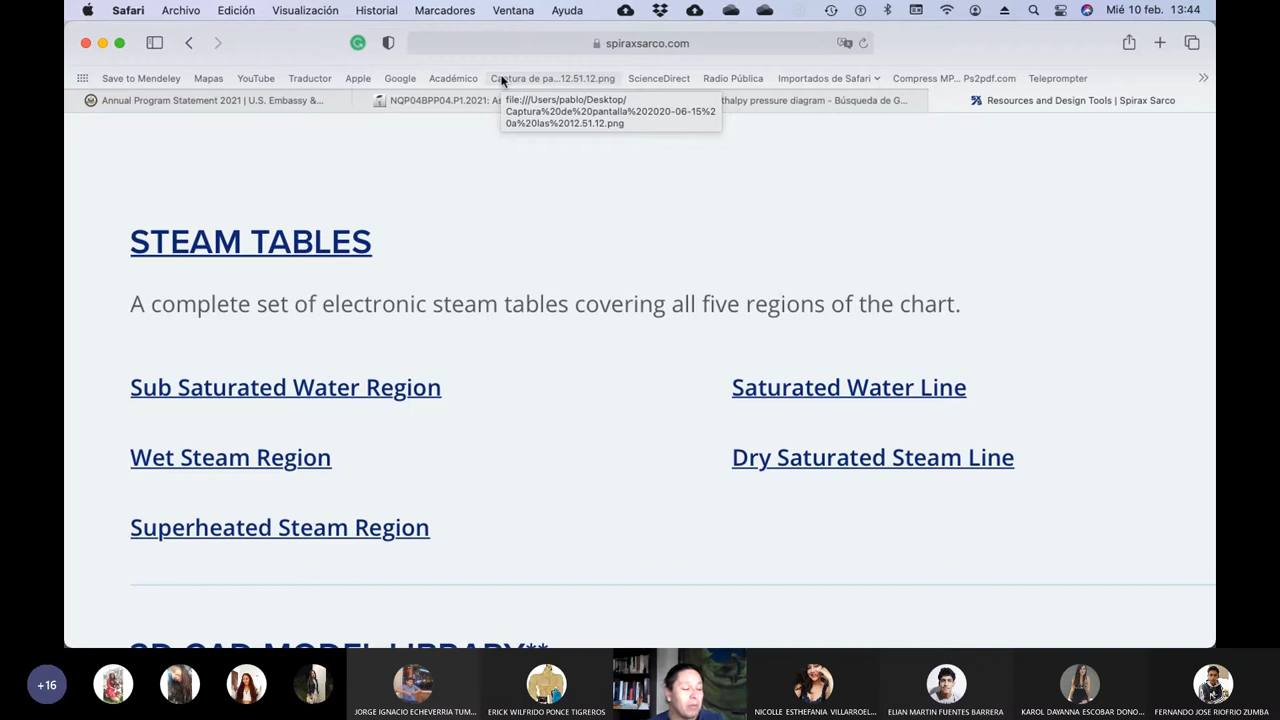 Safari Archivo Edición Visualización Historial Marcadores Ventana Ayuda Mié 10 feb. 13:44
spiraxsarco.com
Save to Mendeley Mapas YouTube Traductor Apple Google Académico Captura de pa...12.51.12.png ScienceDirect Radio Pública Importados de Safari Compress MP... Ps2pdf.com Teleprompter
Annual Program Statement 2021 | U.S. Embassy &... NQP04BPP04.P1.2021: As thalpy pressure diagram - Búsqueda de G... Resources and Design Tools | Spirax Sarco
file:///Users/pablo/Desktop/
Captura%20de%20pantalla%202020-06-15%2
0a%20las%2012.51.12.png
STEAM TABLES
A complete set of electronic steam tables covering all five regions of the chart.
Sub Saturated Water Region Saturated Water Line
Wet Steam Region Dry Saturated Steam Line
Superheated Steam Region
3D CAD MODEL LIBRARY**
+16
JORGE IGNACIO ECHEVERRIA TUM... ERICK WILFRIDO PONCE TIGREROS NICOLLE ESTHEFANIA VILLARROEL... ELIAN MARTIN FUENTES BARRERA KAROL DAYANNA ESCOBAR DONO... FERNANDO JOSE RIOFRIO ZUMBA